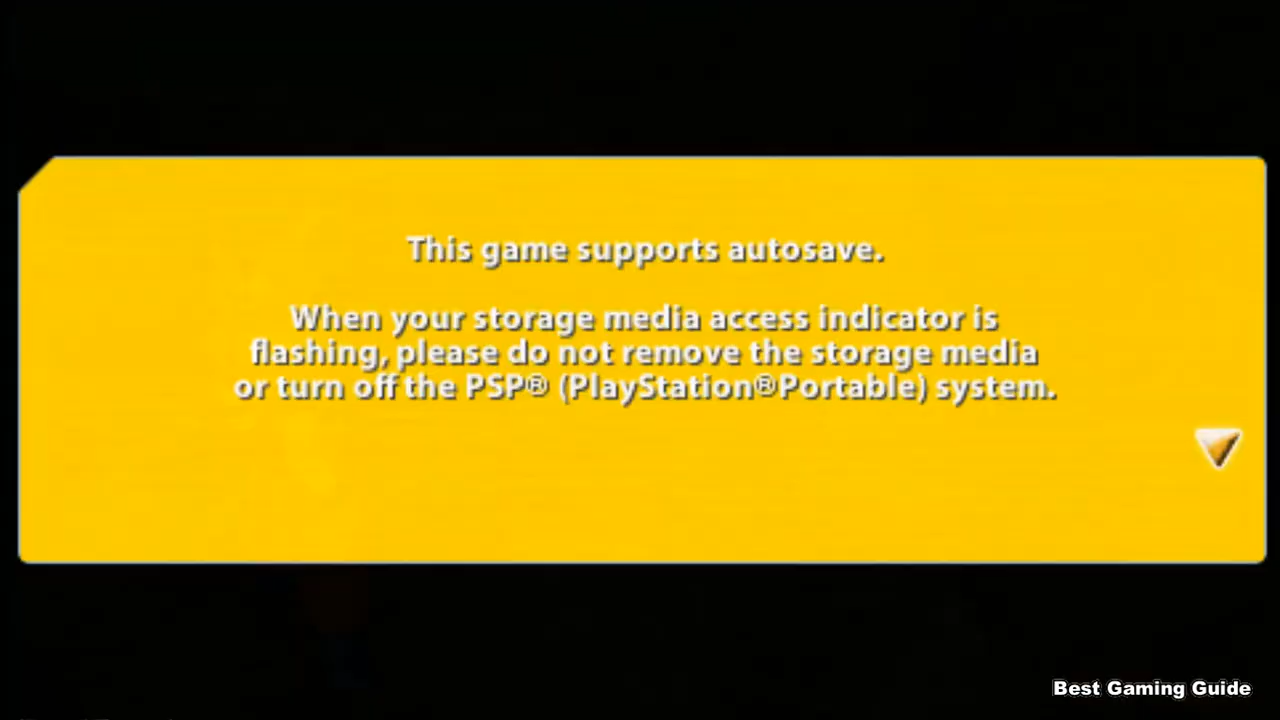 This game supports autosave.
When your storage media access indicator is
flashing, please do not remove the storage media
or turn off the PSP® (PlayStation®Portable) system.
Best Gaming Guide